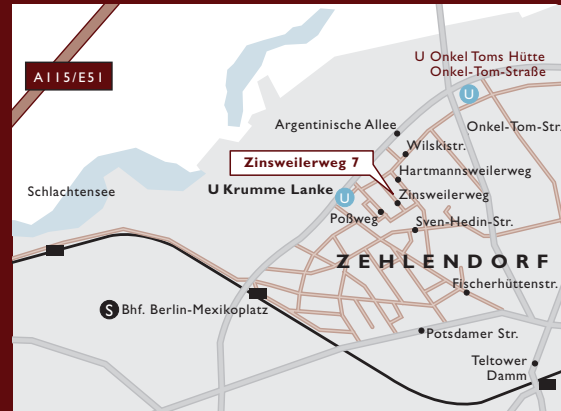 U Onkel Toms Hütte
Onkel-Tom-Straße
A115/E51
U
Argentinische Allee
Onkel-Tom-Str.
Wilskistr.
Zinsweilerweg 7
Hartmannsweilerweg
Schlachtensee
U Krumme Lanke
U
Zinsweilerweg
Poßweg
Sven-Hedin-Str.
ZEHLENDORF
Fischerhüttenstr.
S Bhf. Berlin-Mexikoplatz
Potsdamer Str.
Teltower
Damm